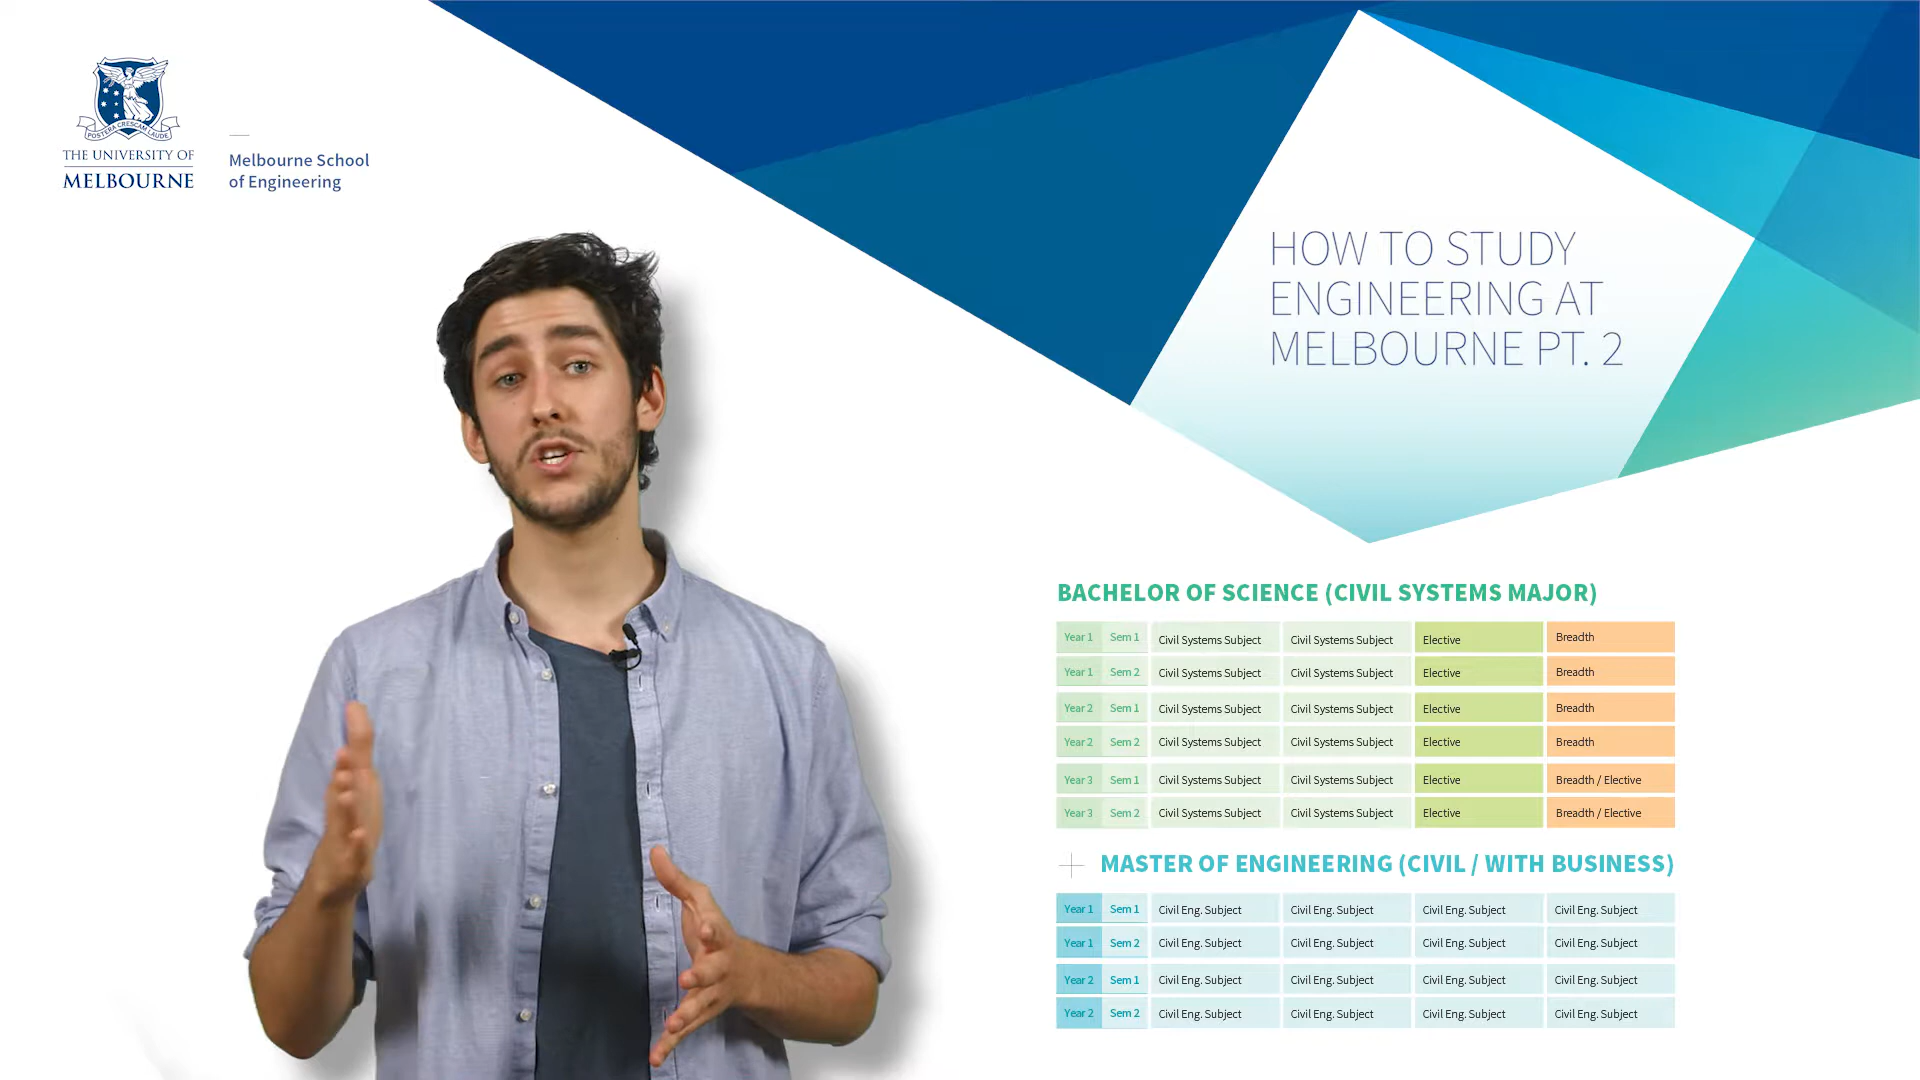 POSTERA CRESCAM LAUDE
THE UNIVERSITY OF
MELBOURNE
Melbourne School
of Engineering
HOW TO STUDY
ENGINEERING AT
MELBOURNE PT. 2
BACHELOR OF SCIENCE (CIVIL SYSTEMS MAJOR)
Year 1 Sem 1 Civil Systems Subject Civil Systems Subject Elective Breadth
Year 1 Sem 2 Civil Systems Subject Civil Systems Subject Elective Breadth
Year 2 Sem 1 Civil Systems Subject Civil Systems Subject Elective Breadth
Year 2 Sem 2 Civil Systems Subject Civil Systems Subject Elective Breadth
Year 3 Sem 1 Civil Systems Subject Civil Systems Subject Elective Breadth / Elective
Year 3 Sem 2 Civil Systems Subject Civil Systems Subject Elective Breadth / Elective
+ MASTER OF ENGINEERING (CIVIL / WITH BUSINESS)
Year 1 Sem 1 Civil Eng. Subject Civil Eng. Subject Civil Eng. Subject Civil Eng. Subject
Year 1 Sem 2 Civil Eng. Subject Civil Eng. Subject Civil Eng. Subject Civil Eng. Subject
Year 2 Sem 1 Civil Eng. Subject Civil Eng. Subject Civil Eng. Subject Civil Eng. Subject
Year 2 Sem 2 Civil Eng. Subject Civil Eng. Subject Civil Eng. Subject Civil Eng. Subject